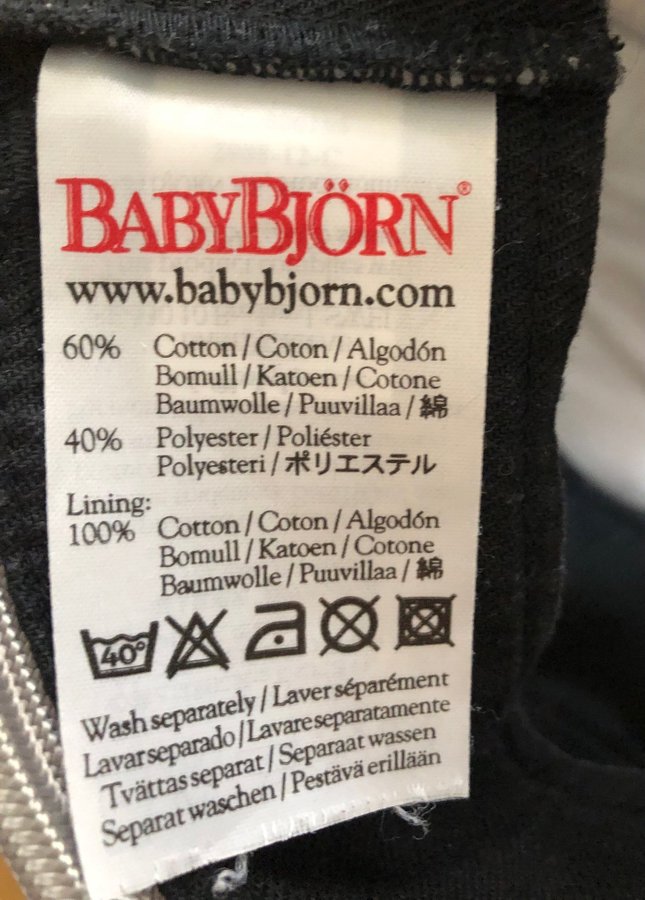 BABYBJÖRN®
www.babybjorn.com
60% Cotton / Coton / Algodón
Bomull / Katoen / Cotone
Baumwolle / Puuvillaa / 綿
40% Polyester / Poliéster
Polyesteri / ポリエステル
Lining:
100% Cotton / Coton / Algodón
Bomull / Katoen / Cotone
Baumwolle / Puuvillaa / 綿
40°
Wash separately / Laver séparément
Lavar separado / Lavare separatamente
Tvättas separat / Separaat wassen
Separat waschen / Pestävä erillään